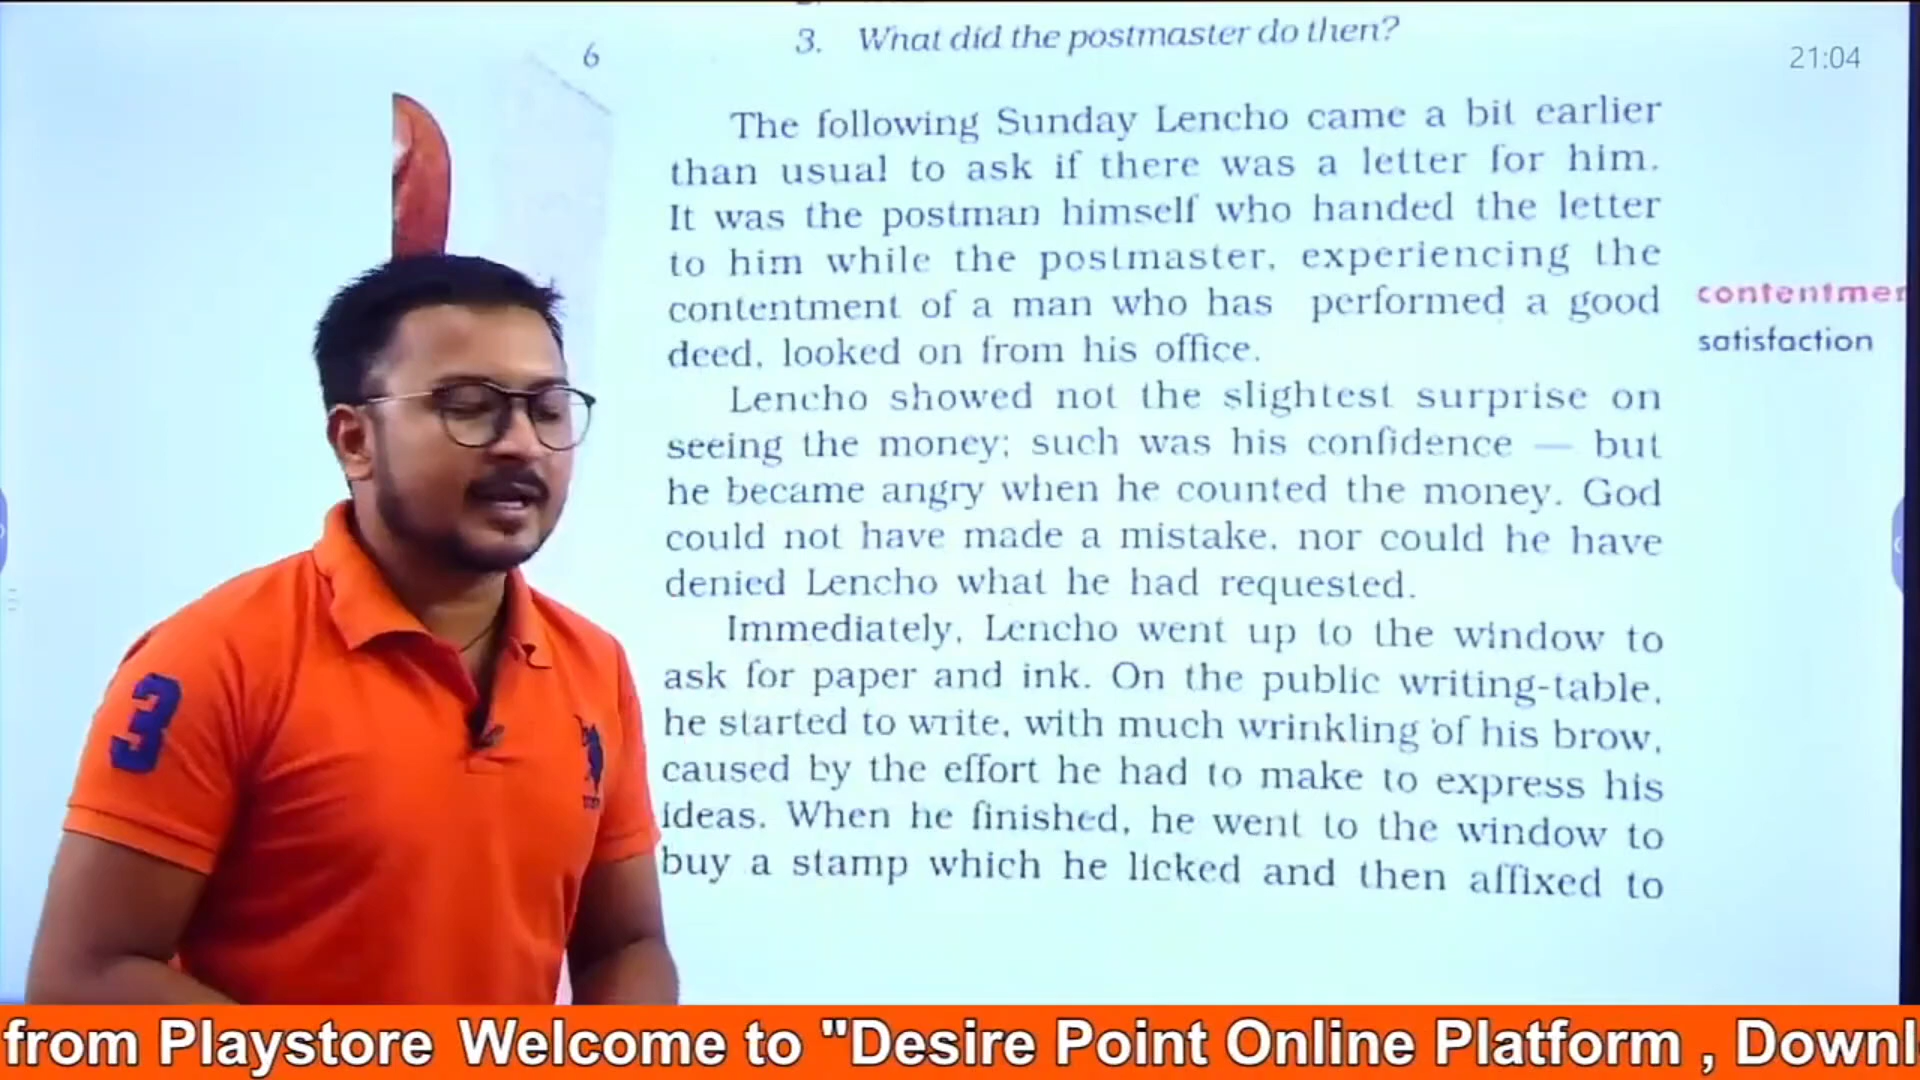 3. What did the postmaster do then?
6
21:04
The following Sunday Lencho came a bit earlier
than usual to ask if there was a letter for him.
It was the postman himself who handed the letter
to him while the postmaster, experiencing the
contentment of a man who has performed a good
deed, looked on from his office.
contentmen
satisfaction
Lencho showed not the slightest surprise on
seeing the money; such was his confidence — but
he became angry when he counted the money. God
could not have made a mistake, nor could he have
denied Lencho what he had requested.
Immediately, Lencho went up to the window to
ask for paper and ink. On the public writing-table,
he started to write, with much wrinkling of his brow,
caused by the effort he had to make to express his
ideas. When he finished, he went to the window to
buy a stamp which he licked and then affixed to
3
from Playstore Welcome to "Desire Point Online Platform , Downl